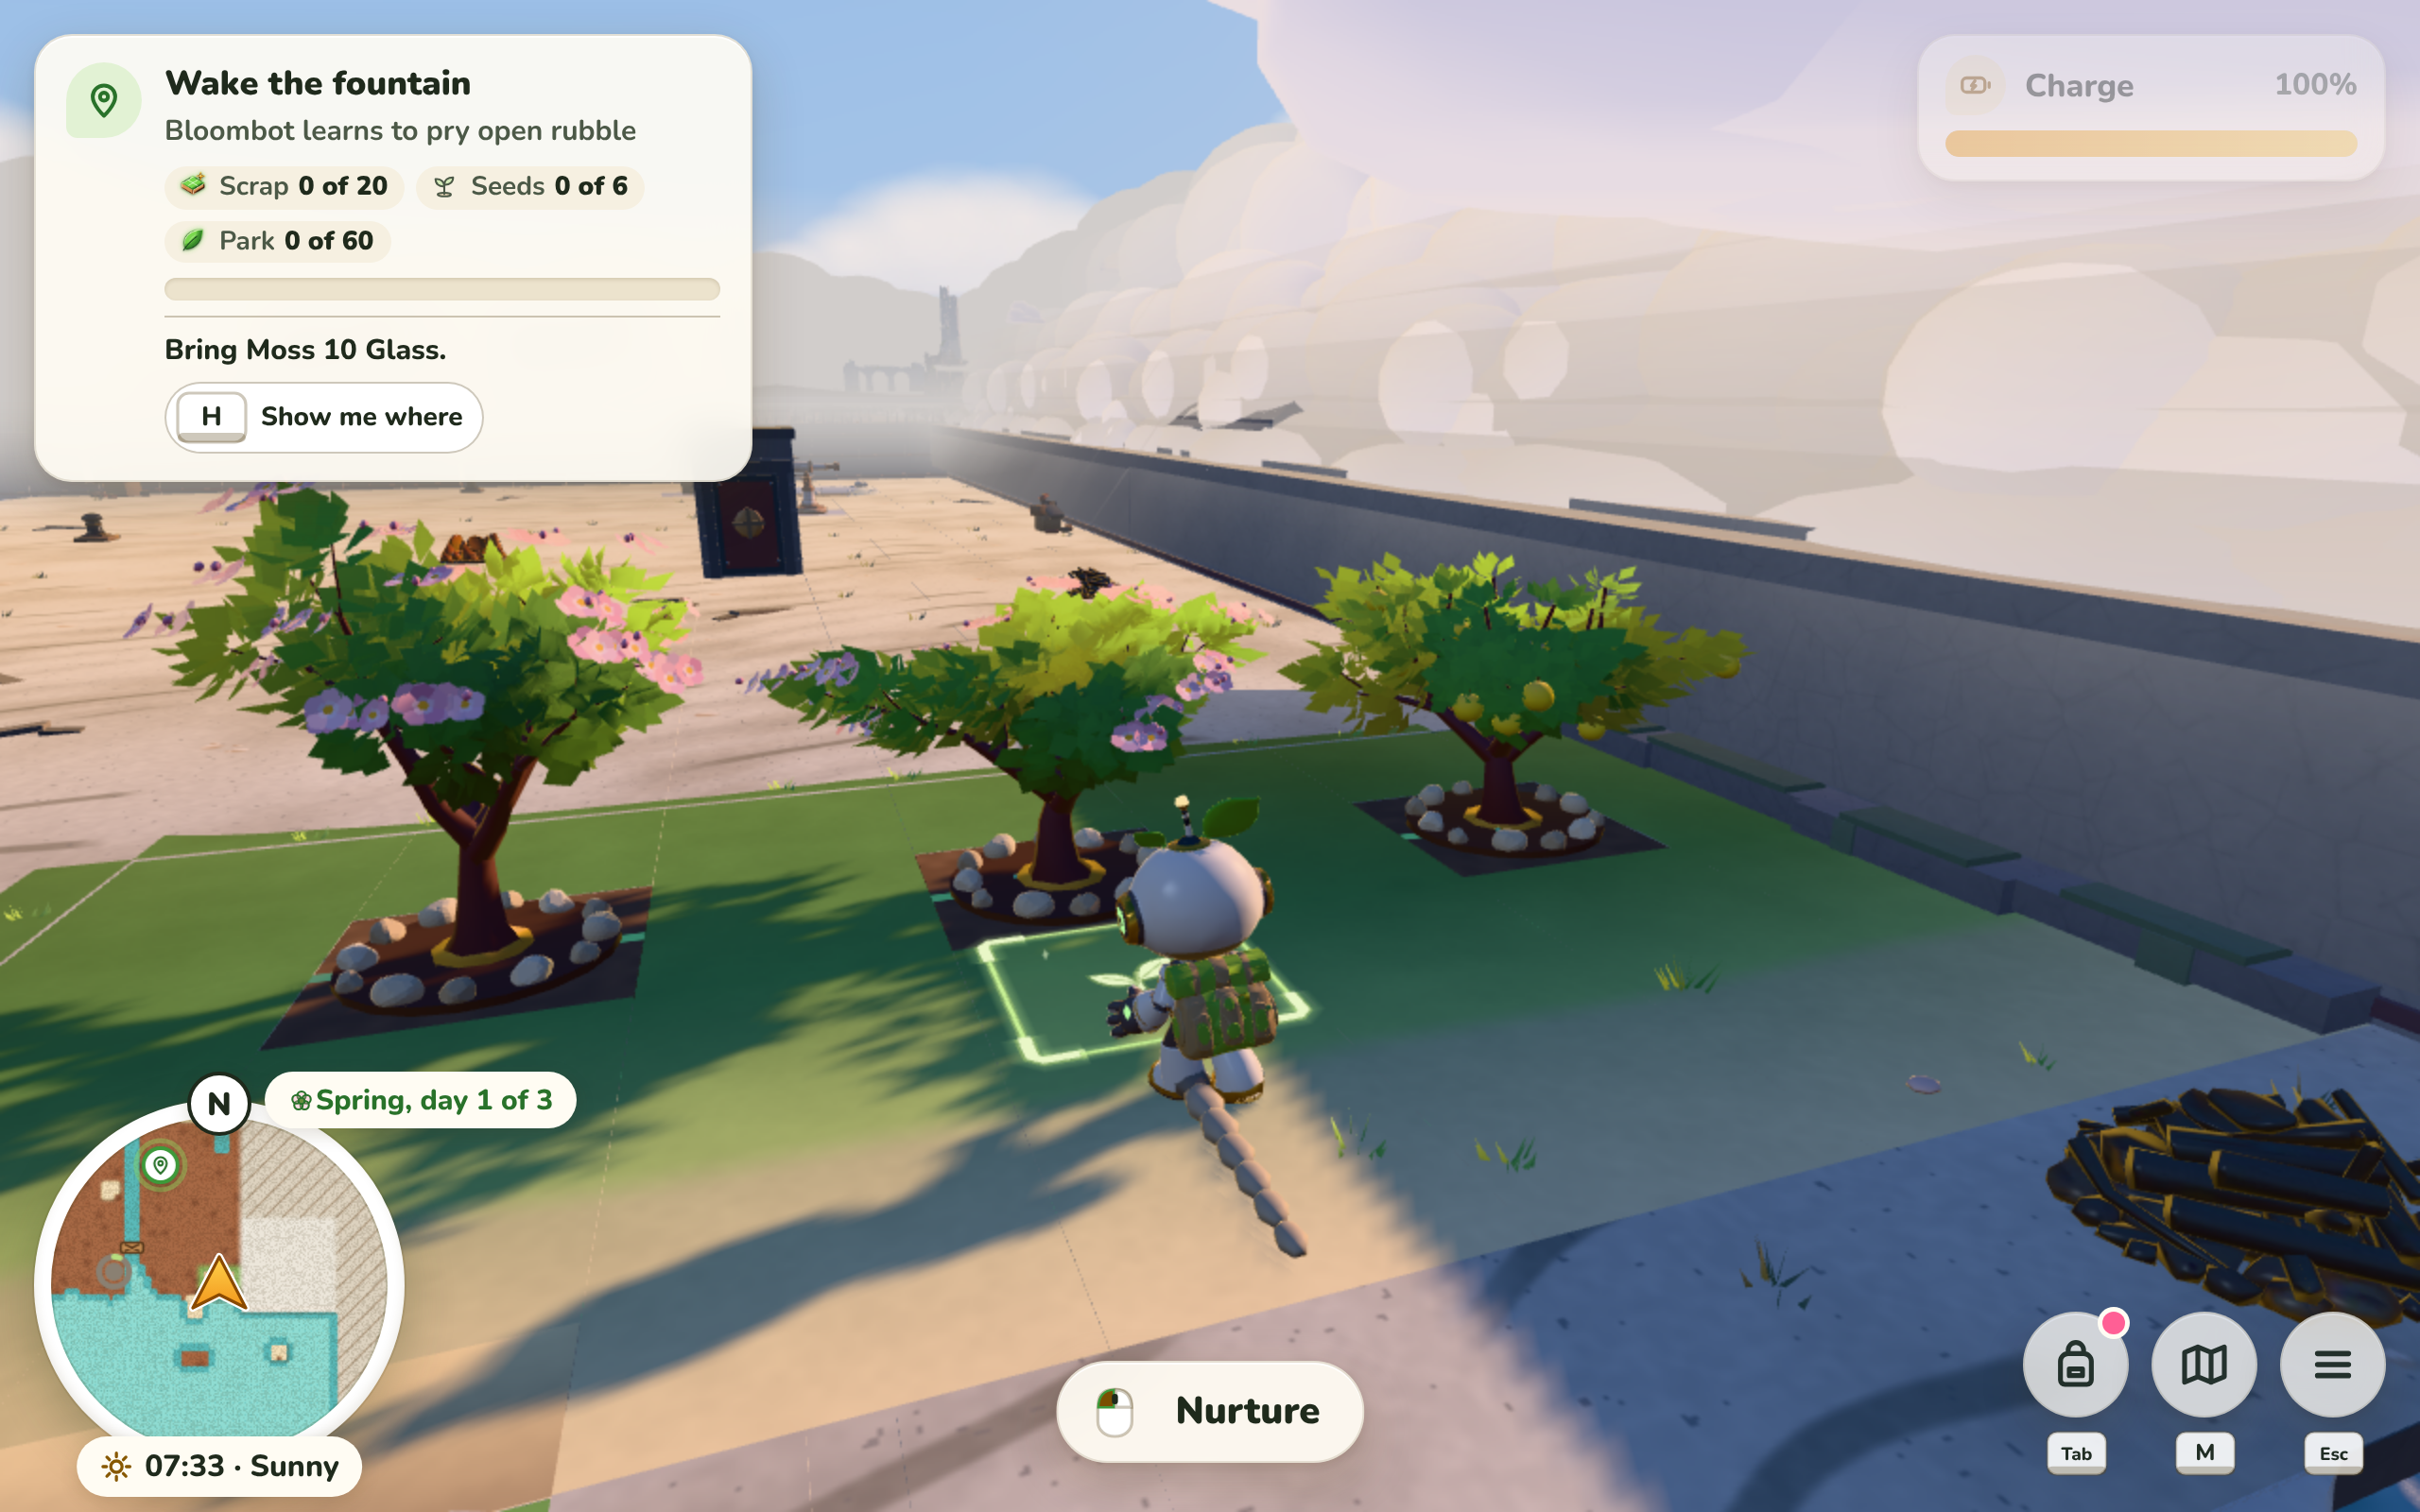 Wake the fountain
Bloombot learns to pry open rubble
Scrap 0 of 20 Seeds 0 of 6
Park 0 of 60
Bring Moss 10 Glass.
H Show me where
Charge 100%
N
Spring, day 1 of 3
07:33 · Sunny
Nurture
Tab M Esc